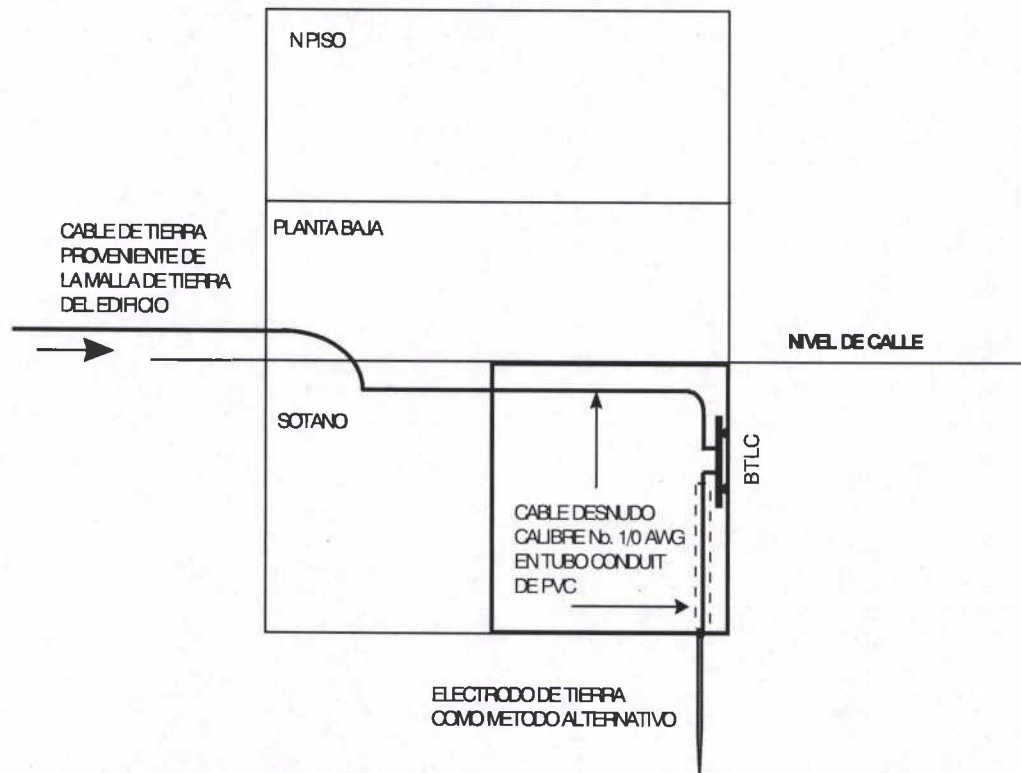 N PISO
PLANTA BAJA
CABLE DE TIERRA
PROVENIENTE DE
LA MALLA DE TIERRA
DEL EDIFICIO
NIVEL DE CALLE
SOTANO
BTLC
CABLE DESNUDO
CALIBRE No. 1/0 AWG
EN TUBO CONDUIT
DE PVC
ELECTRODO DE TIERRA
COMO METODO ALTERNATIVO